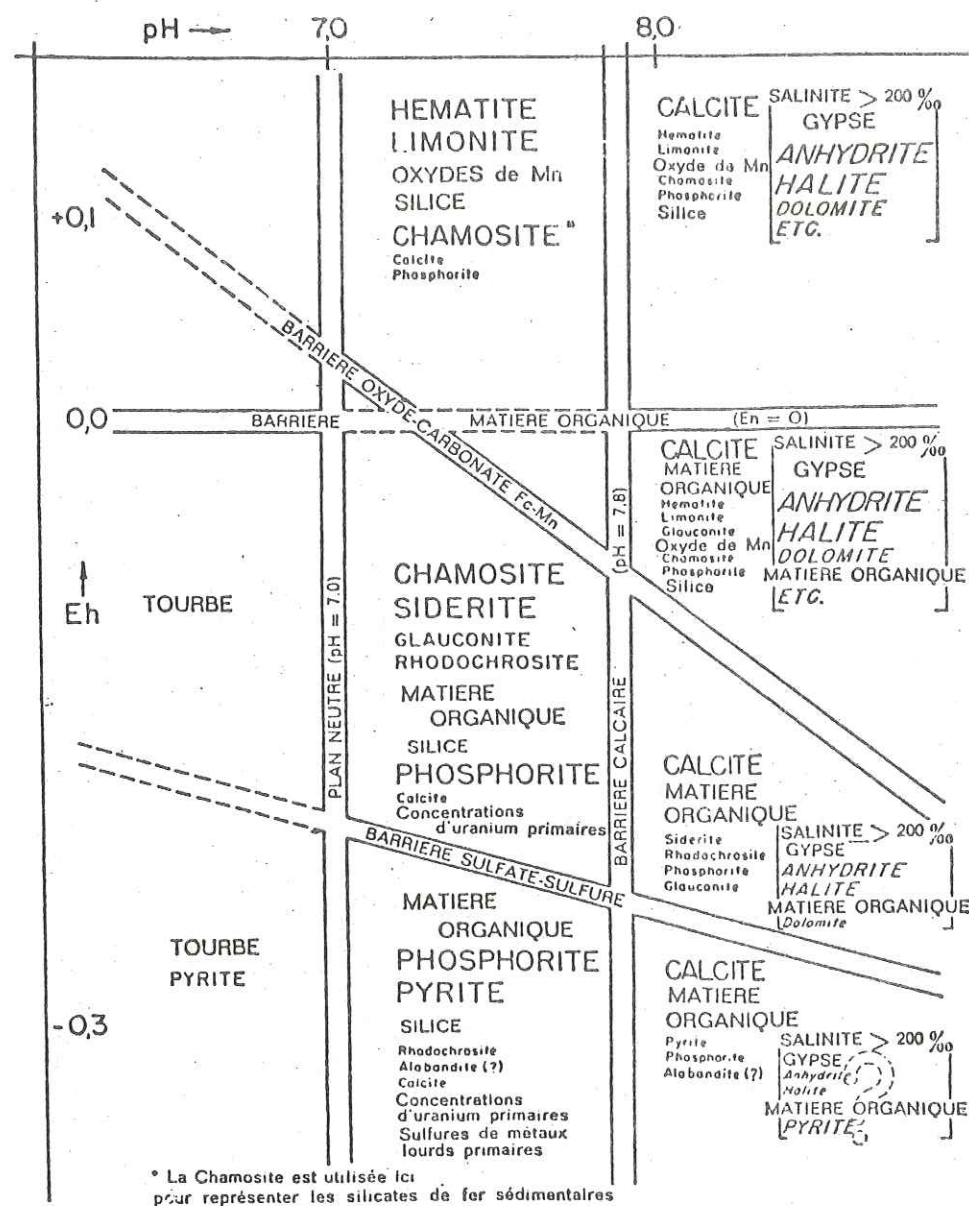 pH → 7,0 8,0
HEMATITE
LIMONITE
OXYDES de Mn
SILICE
CHAMOSITE*
Calcite
Phosphorite
CALCITE
Hematite
Limonite
Oxyde de Mn
Chamosite
Phosphorite
Silice
SALINITE > 200 ‰
GYPSE
ANHYDRITE
HALITE
DOLOMITE
ETC.
+0,1
BARRIERE OXYDE-CARBONATE Fe-Mn
0,0
BARRIERE MATIÈRE ORGANIQUE (En = O)
CALCITE
MATIERE
ORGANIQUE
Hematite
Limonite
Glauconite
Oxyde de Mn
Chamosite
Phosphorite
Silice
SALINITE > 200 ‰
GYPSE
ANHYDRITE
HALITE
DOLOMITE
MATIERE ORGANIQUE
ETC.
Eh
TOURBE
PLAN NEUTRE (pH = 7.0)
CHAMOSITE
SIDERITE
GLAUCONITE
RHODOCHROSITE
MATIERE
ORGANIQUE
SILICE
PHOSPHORITE
Calcite
Concentrations
d'uranium primaires
BARRIERE CALCAIRE (pH = 7.8)
CALCITE
MATIERE
ORGANIQUE
Siderite
Rhodochrosite
Phosphorite
Glauconite
SALINITE > 200 ‰
GYPSE
ANHYDRITE
HALITE
MATIERE ORGANIQUE
Dolomite
BARRIERE SULFATE-SULFURE
TOURBE
PYRITE
-0,3
MATIERE
ORGANIQUE
PHOSPHORITE
PYRITE
SILICE
Rhodochrosite
Alabandite (?)
Calcite
Concentrations
d'uranium primaires
Sulfures de métaux
lourds primaires
CALCITE
MATIERE
ORGANIQUE
Pyrite
Phosphorite
Alabandite (?)
SALINITE > 200 ‰
GYPSE
Anhydrite
Halite
MATIERE ORGANIQUE
PYRITE
?
* La Chamosite est utilisée ici
pour représenter les silicates de fer sédimentaires